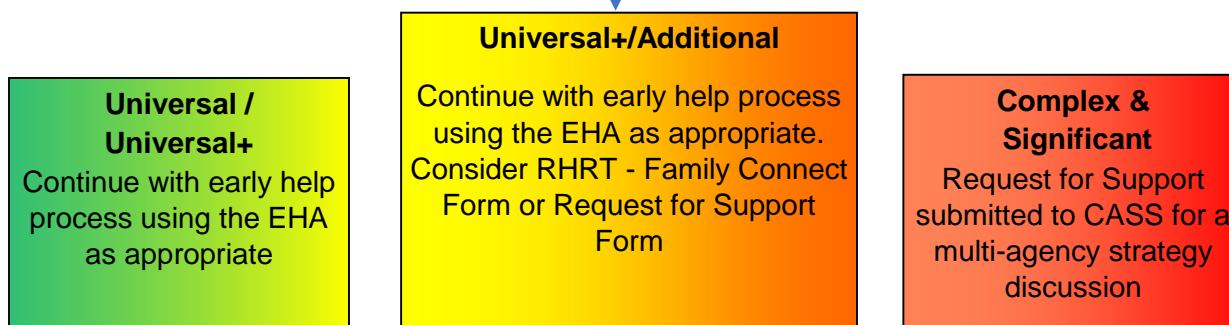 Universal /
Universal+
Continue with early help
process using the EHA
as appropriate
Universal+/Additional
Continue with early help process
using the EHA as appropriate.
Consider RHRT - Family Connect
Form or Request for Support
Form
Complex &
Significant
Request for Support
submitted to CASS for a
multi-agency strategy
discussion